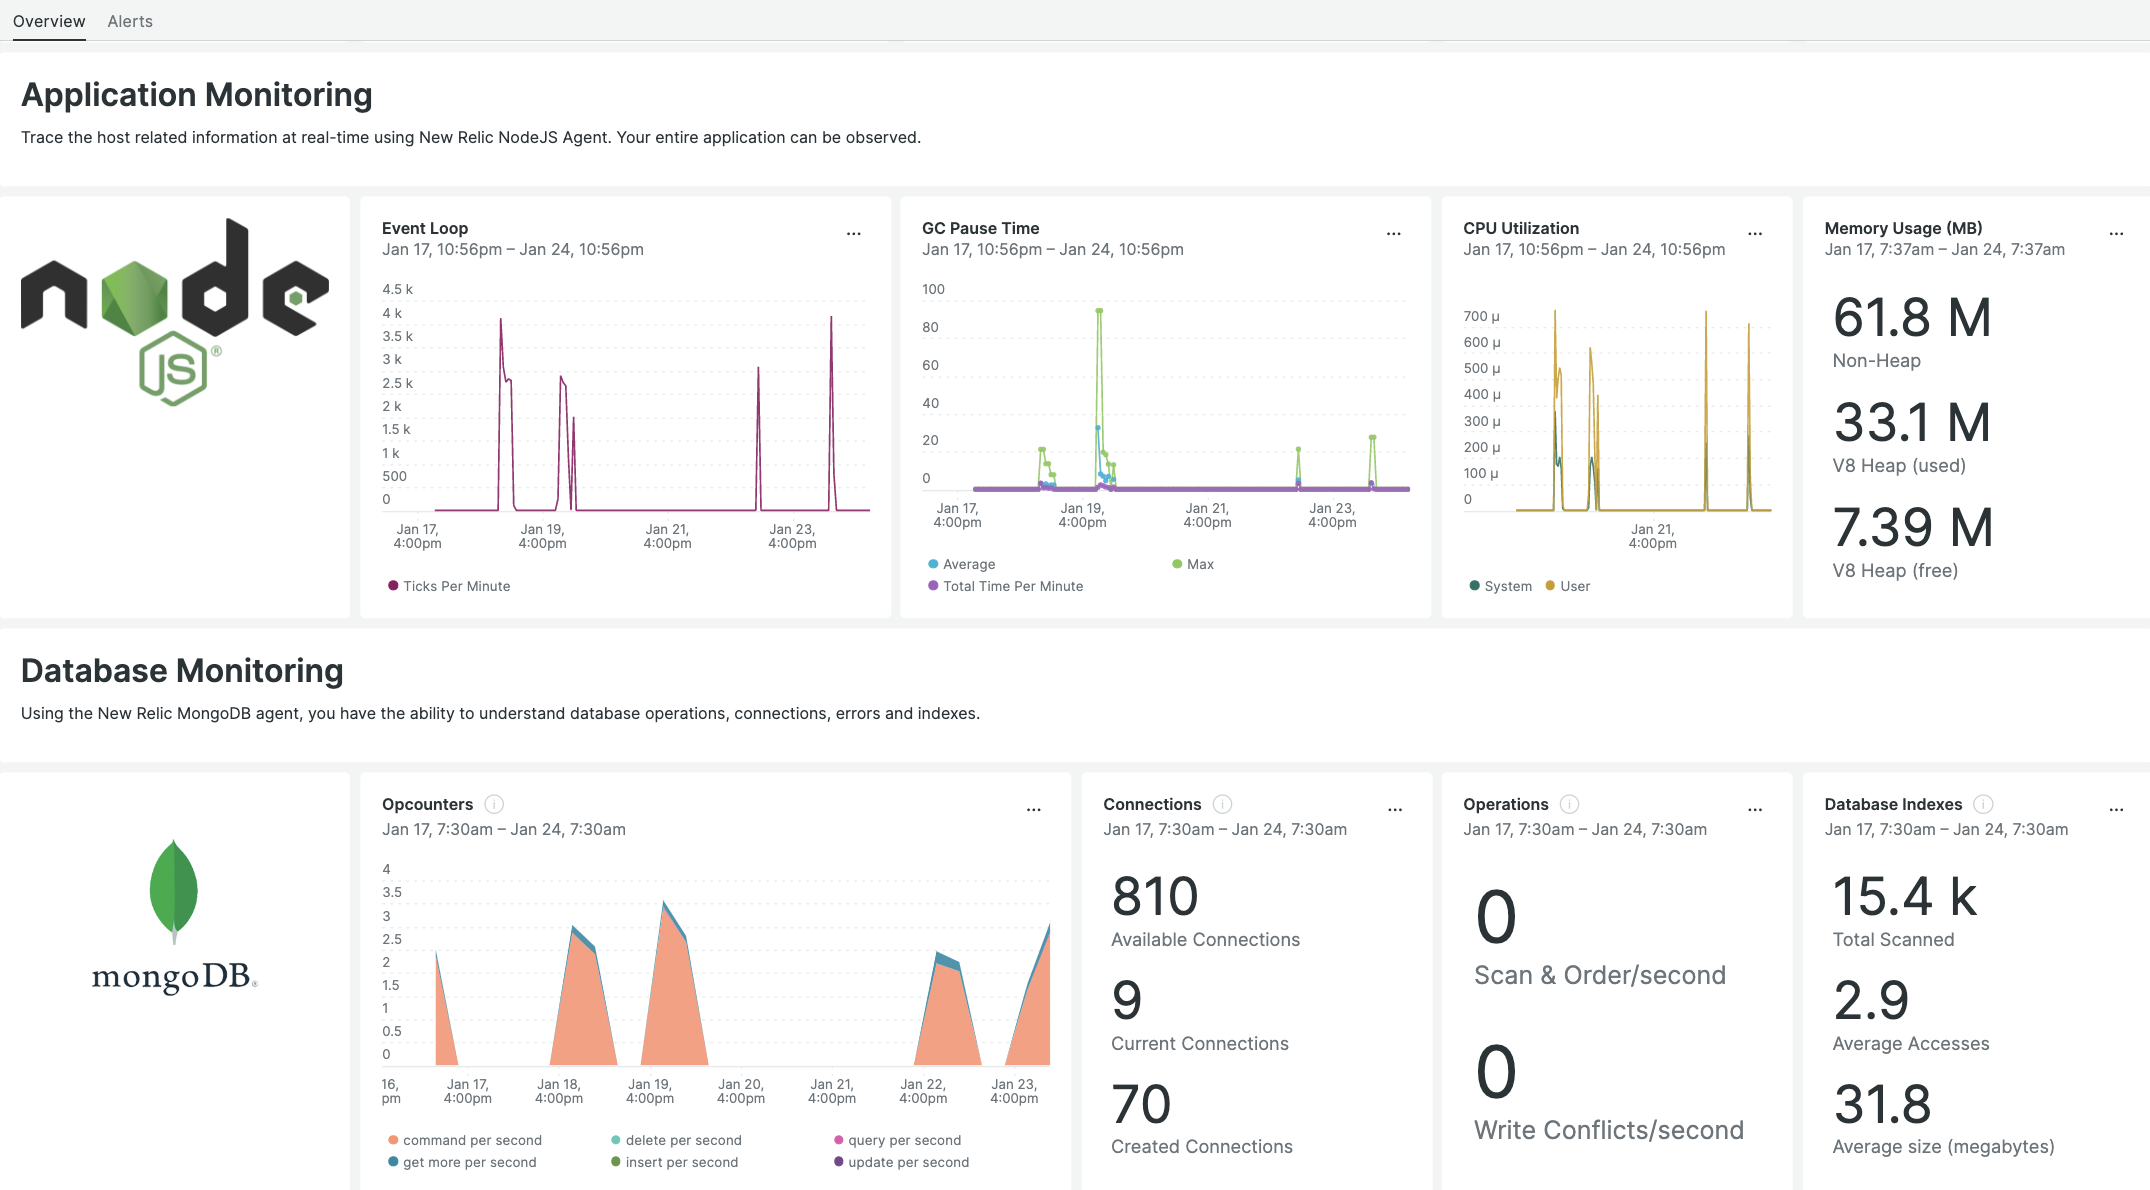 Overview Alerts
Application Monitoring
Trace the host related information at real-time using New Relic NodeJS Agent. Your entire application can be observed.
node
JS®
Event Loop ...
Jan 17, 10:56pm – Jan 24, 10:56pm
4.5 k
4 k
3.5 k
3 k
2.5 k
2 k
1.5 k
1 k
500
0
Jan 17, Jan 19, Jan 21, Jan 23,
4:00pm 4:00pm 4:00pm 4:00pm
Ticks Per Minute
GC Pause Time ...
Jan 17, 10:56pm – Jan 24, 10:56pm
100
80
60
40
20
0
Jan 17, Jan 19, Jan 21, Jan 23,
4:00pm 4:00pm 4:00pm 4:00pm
Average Max
Total Time Per Minute
CPU Utilization ...
Jan 17, 10:56pm – Jan 24, 10:56pm
700 µ
600 µ
500 µ
400 µ
300 µ
200 µ
100 µ
0
Jan 21,
4:00pm
System User
Memory Usage (MB) ...
Jan 17, 7:37am – Jan 24, 7:37am
61.8 M
Non-Heap
33.1 M
V8 Heap (used)
7.39 M
V8 Heap (free)
Database Monitoring
Using the New Relic MongoDB agent, you have the ability to understand database operations, connections, errors and indexes.
mongoDB®
Opcounters i ...
Jan 17, 7:30am – Jan 24, 7:30am
4
3.5
3
2.5
2
1.5
1
0.5
0
16, Jan 17, Jan 18, Jan 19, Jan 20, Jan 21, Jan 22, Jan 23,
pm 4:00pm 4:00pm 4:00pm 4:00pm 4:00pm 4:00pm 4:00pm
command per second delete per second query per second
get more per second insert per second update per second
Connections i ...
Jan 17, 7:30am – Jan 24, 7:30am
810
Available Connections
9
Current Connections
70
Created Connections
Operations i ...
Jan 17, 7:30am – Jan 24, 7:30am
0
Scan & Order/second
0
Write Conflicts/second
Database Indexes i ...
Jan 17, 7:30am – Jan 24, 7:30am
15.4 k
Total Scanned
2.9
Average Accesses
31.8
Average size (megabytes)